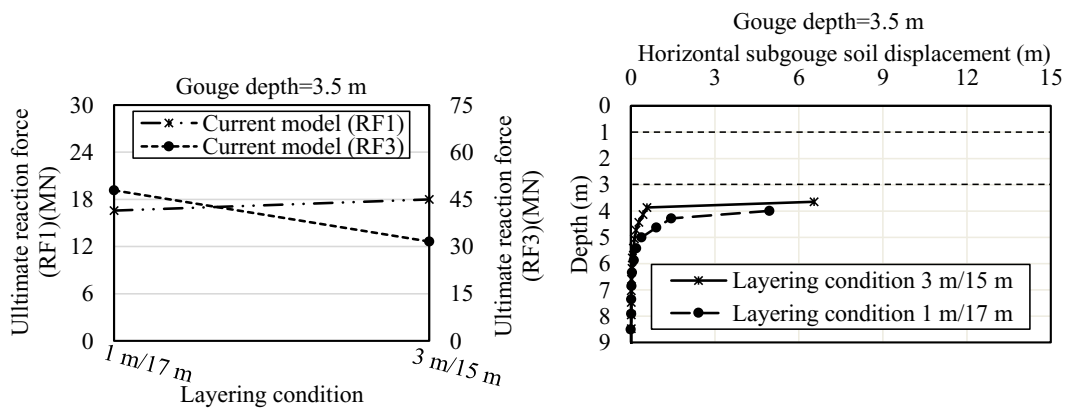 Gouge depth=3.5 m
30
24
18
12
6
0
75
60
45
30
15
0
Current model (RF1)
Current model (RF3)
Ulltimate reaction force
(RF1)(MN)
Ultimate reaction force
(RF3)(MN)
1 m/17 m
3 m/15 m
Layering condition
Gouge depth=3.5 m
Horizontal subgouge soil displacement (m)
0 3 6 9 12 15
0
1
2
3
4
5
6
7
8
9
Depth (m)
Layering condition 3 m/15 m
Layering condition 1 m/17 m